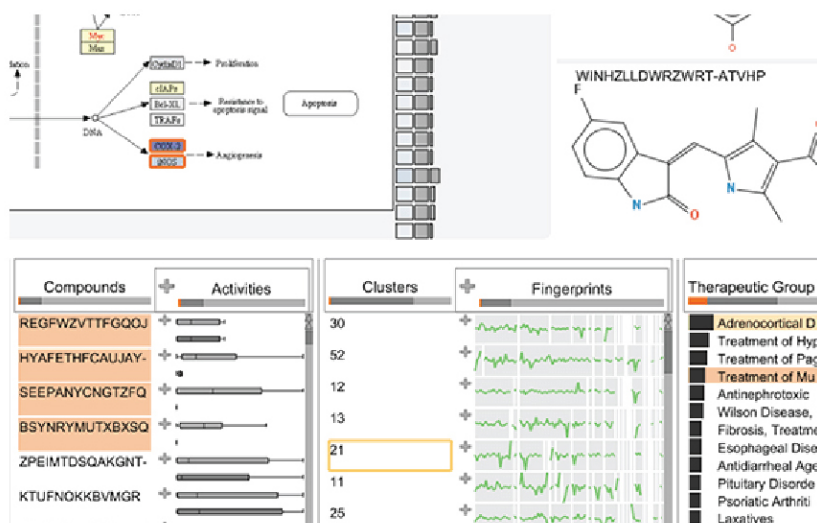 Myc
Max
CyclinD1
Proliferation
cIAPs
Bcl-XL
TRAFs
Resistance to
apoptosis signal
Apoptosis
DNA
COX-2
iNOS
Angiogenesis
O
WINHZLLDWRZWRT-ATVHP
F
N
O
N
Compounds
Activities
Clusters
Fingerprints
Therapeutic Group
REGFWZVTTFGQOJ
HYAFETHFCAUJAY-
SEEPANYCNGTZFQ
BSYNRYMUTXBXSQ
ZPEIMTDSQAKGNT-
KTUFNOKKBVMGR
30
52
12
13
21
11
25
Adrenocortical D
Treatment of Hyp
Treatment of Pag
Treatment of Mu
Antinephrotoxic
Wilson Disease,
Fibrosis, Treatme
Esophageal Dise
Antidiarrheal Age
Pituitary Disorde
Psoriatic Arthriti
Laxatives